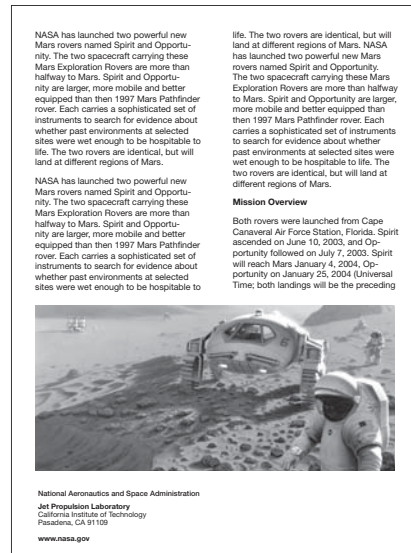 NASA has launched two powerful new
Mars rovers named Spirit and Opportu-
nity. The two spacecraft carrying these
Mars Exploration Rovers are more than
halfway to Mars. Spirit and Opportu-
nity are larger, more mobile and better
equipped than then 1997 Mars Pathfinder
rover. Each carries a sophisticated set of
instruments to search for evidence about
whether past environments at selected
sites were wet enough to be hospitable to
life. The two rovers are identical, but will
land at different regions of Mars.
NASA has launched two powerful new
Mars rovers named Spirit and Opportu-
nity. The two spacecraft carrying these
Mars Exploration Rovers are more than
halfway to Mars. Spirit and Opportu-
nity are larger, more mobile and better
equipped than then 1997 Mars Pathfinder
rover. Each carries a sophisticated set of
instruments to search for evidence about
whether past environments at selected
sites were wet enough to be hospitable to
life. The two rovers are identical, but will
land at different regions of Mars. NASA
has launched two powerful new Mars
rovers named Spirit and Opportunity.
The two spacecraft carrying these Mars
Exploration Rovers are more than halfway
to Mars. Spirit and Opportunity are larger,
more mobile and better equipped than
then 1997 Mars Pathfinder rover. Each
carries a sophisticated set of instruments
to search for evidence about whether
past environments at selected sites were
wet enough to be hospitable to life. The
two rovers are identical, but will land at
different regions of Mars.
Mission Overview
Both rovers were launched from Cape
Canaveral Air Force Station, Florida. Spirit
ascended on June 10, 2003, and Op-
portunity followed on July 7, 2003. Spirit
will reach Mars January 4, 2004, Op-
portunity on January 25, 2004 (Universal
Time; both landings will be the preceding
National Aeronautics and Space Administration
Jet Propulsion Laboratory
California Institute of Technology
Pasadena, CA 91109
www.nasa.gov